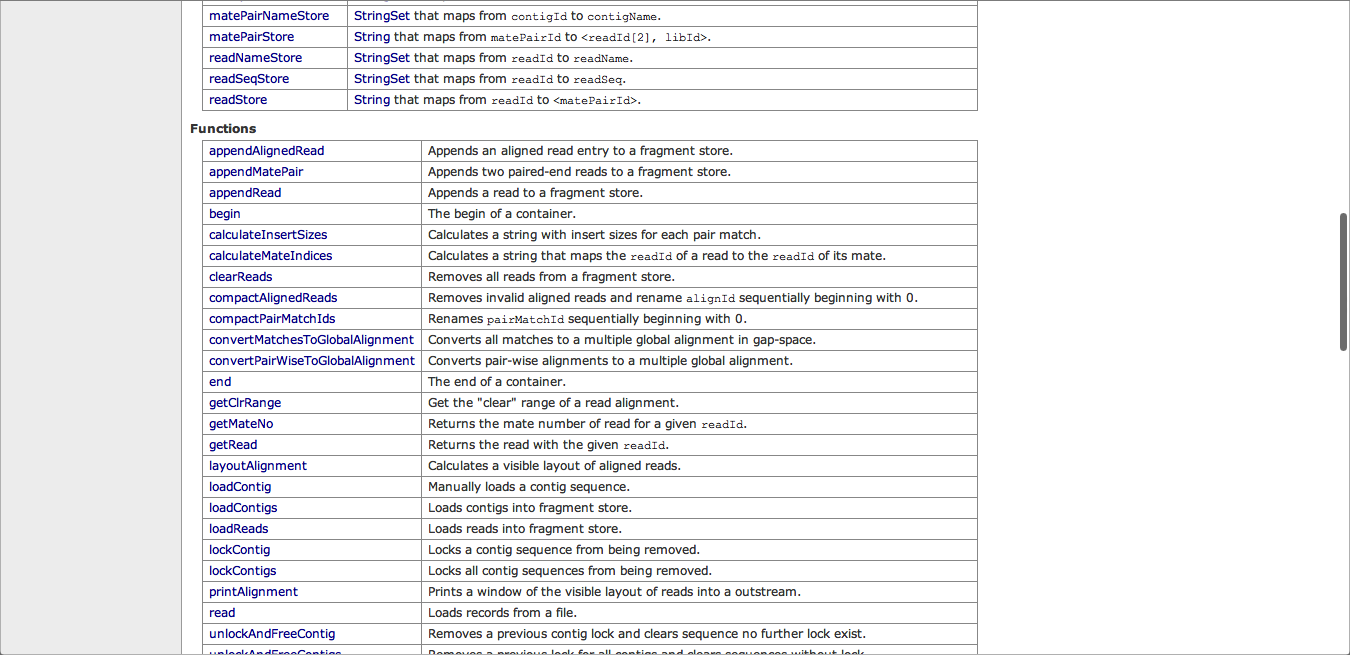 matePairNameStore StringSet that maps from contigId to contigName.
matePairStore String that maps from matePairId to <readId[2], libId>.
readNameStore StringSet that maps from readId to readName.
readSeqStore StringSet that maps from readId to readSeq.
readStore String that maps from readId to <matePairId>.
Functions
appendAlignedRead Appends an aligned read entry to a fragment store.
appendMatePair Appends two paired-end reads to a fragment store.
appendRead Appends a read to a fragment store.
begin The begin of a container.
calculateInsertSizes Calculates a string with insert sizes for each pair match.
calculateMateIndices Calculates a string that maps the readId of a read to the readId of its mate.
clearReads Removes all reads from a fragment store.
compactAlignedReads Removes invalid aligned reads and rename alignId sequentially beginning with 0.
compactPairMatchIds Renames pairMatchId sequentially beginning with 0.
convertMatchesToGlobalAlignment Converts all matches to a multiple global alignment in gap-space.
convertPairWiseToGlobalAlignment Converts pair-wise alignments to a multiple global alignment.
end The end of a container.
getClrRange Get the "clear" range of a read alignment.
getMateNo Returns the mate number of read for a given readId.
getRead Returns the read with the given readId.
layoutAlignment Calculates a visible layout of aligned reads.
loadContig Manually loads a contig sequence.
loadContigs Loads contigs into fragment store.
loadReads Loads reads into fragment store.
lockContig Locks a contig sequence from being removed.
lockContigs Locks all contig sequences from being removed.
printAlignment Prints a window of the visible layout of reads into a outstream.
read Loads records from a file.
unlockAndFreeContig Removes a previous contig lock and clears sequence no further lock exist.
unlockAndFreeContigs Removes a previous lock for all contigs and clears sequences without lock.